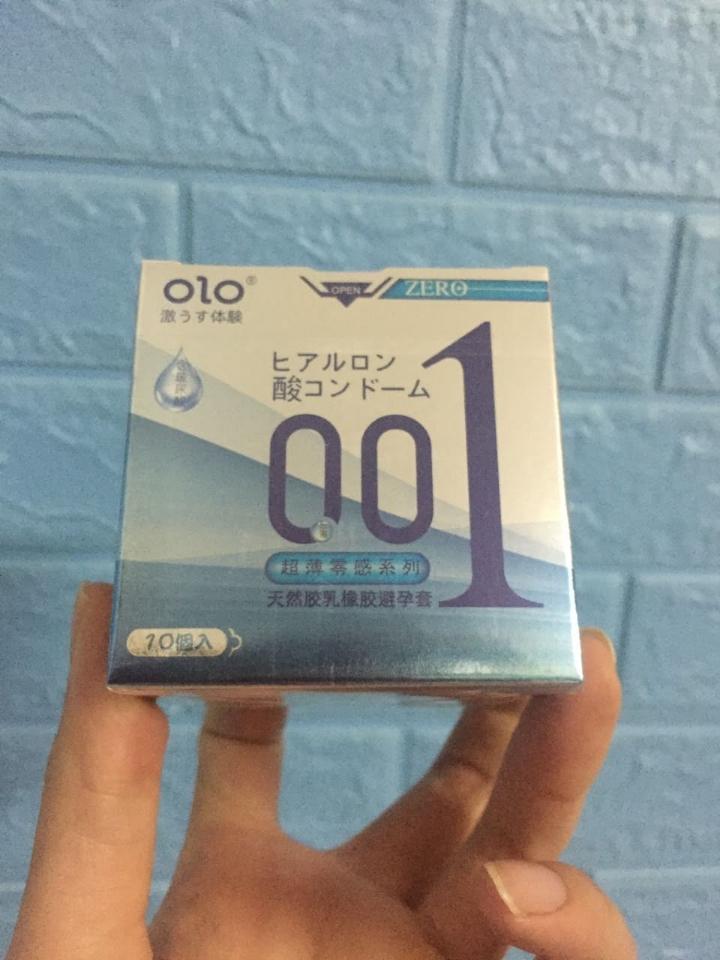 OLO®
激うす体験
OPEN
ZERO
ヒアルロン
酸コンドーム
0.01
超薄零感系列
天然胶乳橡胶避孕套
10個入